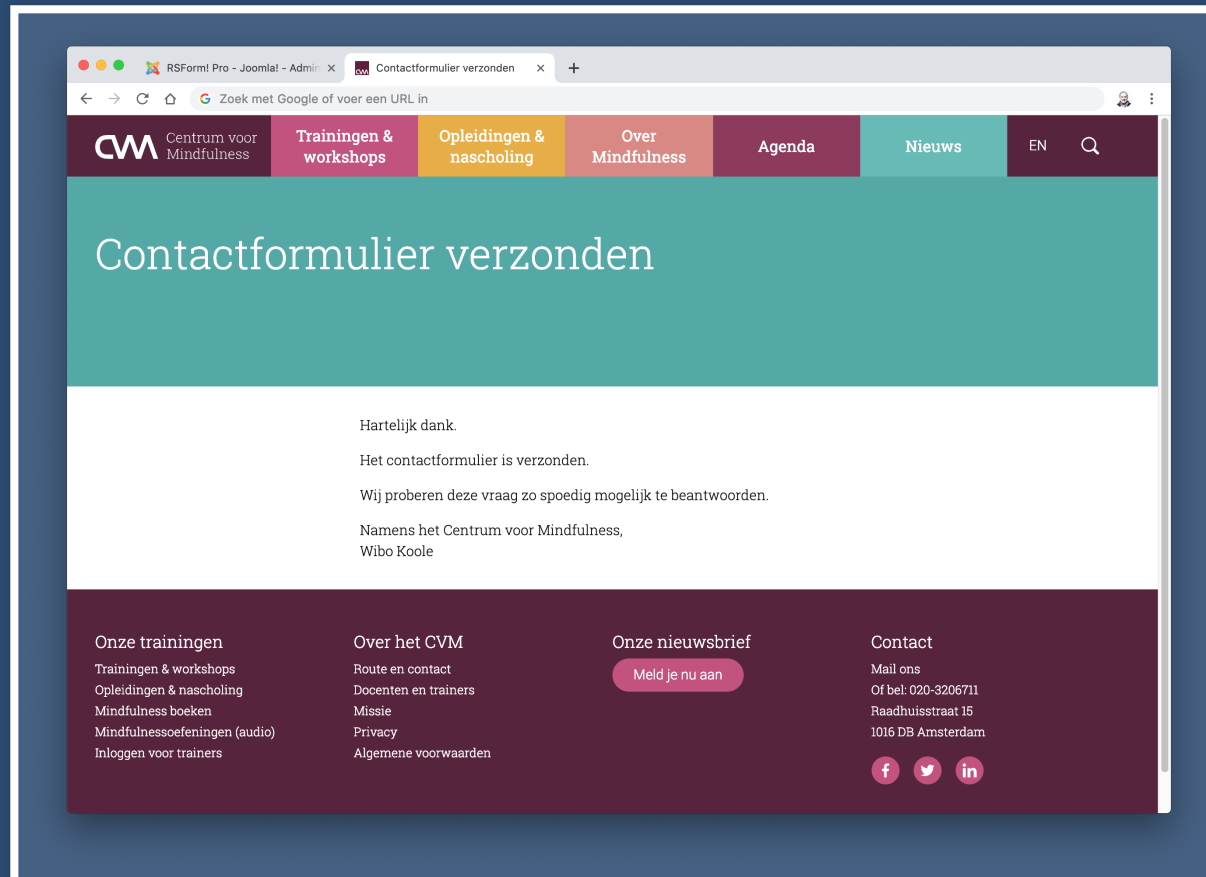 RSForm! Pro - Joomla! - Admin
Contactformulier verzonden
Zoek met Google of voer een URL in
CVM Centrum voor Mindfulness
Trainingen & workshops
Opleidingen & nascholing
Over Mindfulness
Agenda
Nieuws
EN
Contactformulier verzonden
Hartelijk dank.
Het contactformulier is verzonden.
Wij proberen deze vraag zo spoedig mogelijk te beantwoorden.
Namens het Centrum voor Mindfulness,
Wibo Koole
Onze trainingen
Trainingen & workshops
Opleidingen & nascholing
Mindfulness boeken
Mindfulnessoefeningen (audio)
Inloggen voor trainers
Over het CVM
Route en contact
Docenten en trainers
Missie
Privacy
Algemene voorwaarden
Onze nieuwsbrief
Meld je nu aan
Contact
Mail ons
Of bel: 020-3206711
Raadhuisstraat 15
1016 DB Amsterdam